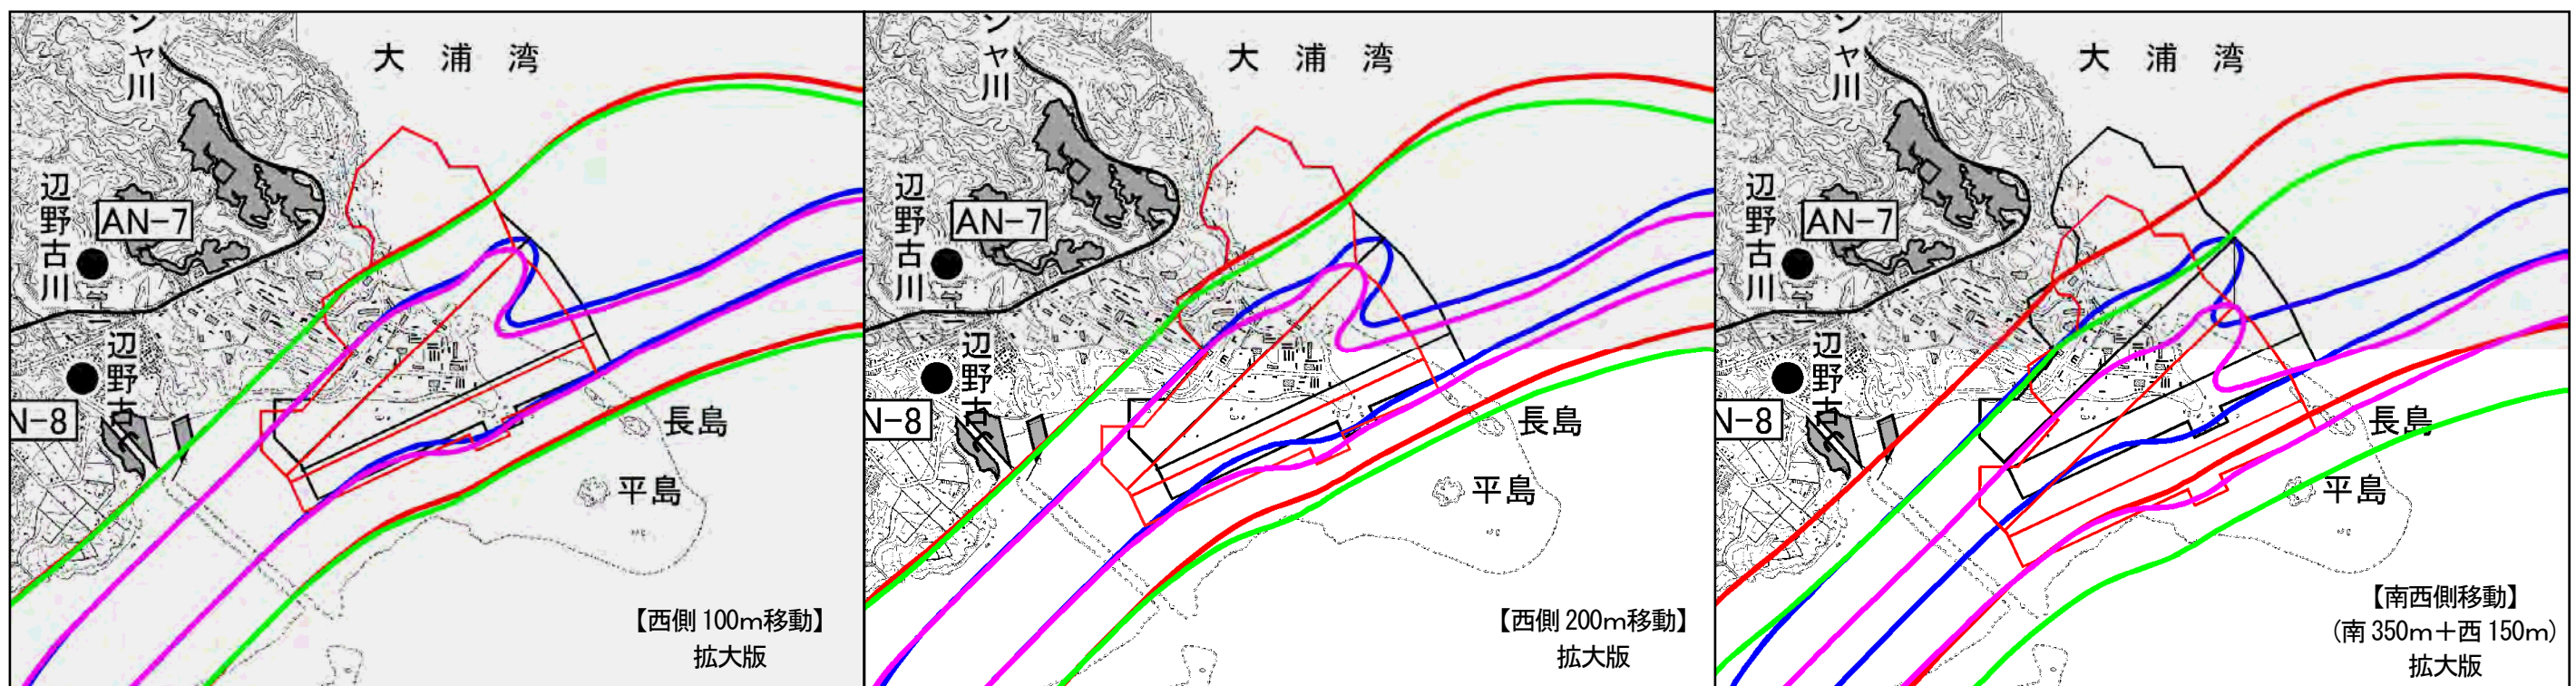 ンャ川
大浦湾
辺野古川
AN-7
辺野古
N-8
長島
平島
【西側 100m移動】
拡大版
ンャ川
大浦湾
辺野古川
AN-7
辺野古
N-8
長島
平島
【西側 200m移動】
拡大版
ンャ川
大浦湾
辺野古川
AN-7
辺野古
N-8
長島
平島
【南西側移動】
(南 350m+西 150m)
拡大版